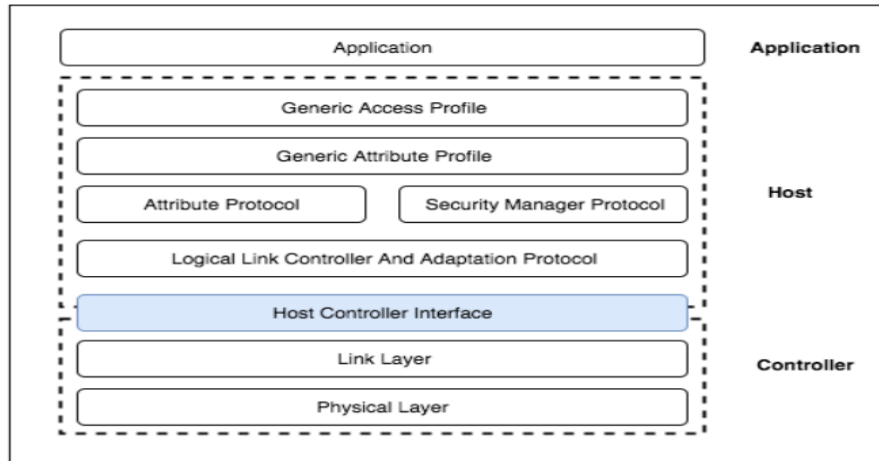 Application
Application
Generic Access Profile
Generic Attribute Profile
Attribute Protocol
Security Manager Protocol
Host
Logical Link Controller And Adaptation Protocol
Host Controller Interface
Link Layer
Controller
Physical Layer